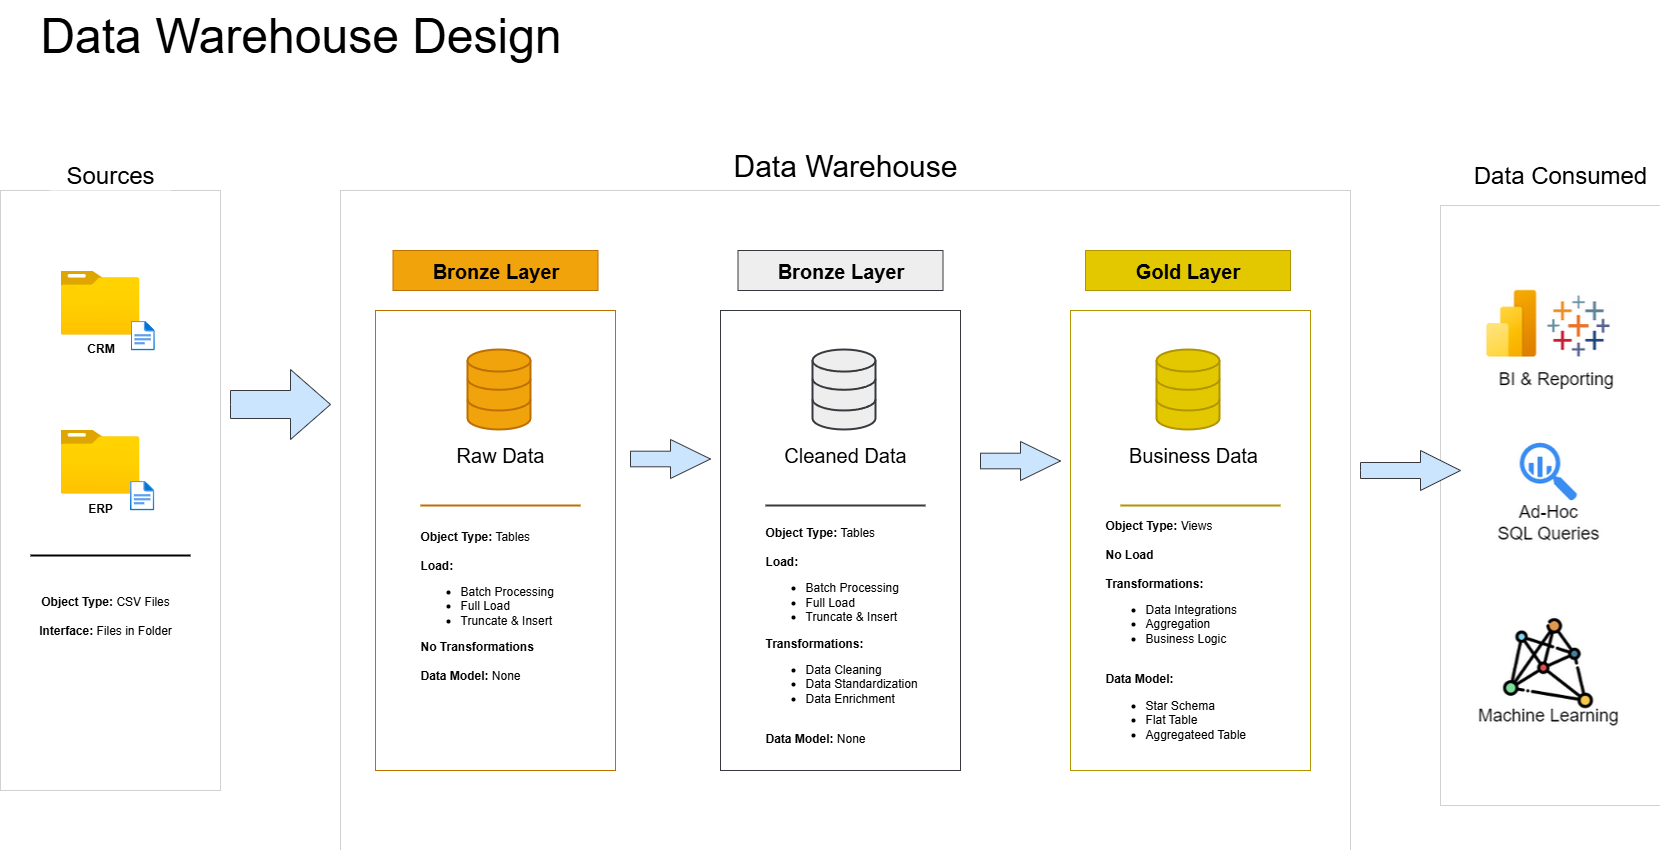 Data Warehouse Design
Sources
CRM
ERP
Object Type: CSV Files
Interface: Files in Folder
Data Warehouse
Bronze Layer
Raw Data
Object Type: Tables
Load:
• Batch Processing
• Full Load
• Truncate & Insert
No Transformations
Data Model: None
Bronze Layer
Cleaned Data
Object Type: Tables
Load:
• Batch Processing
• Full Load
• Truncate & Insert
Transformations:
• Data Cleaning
• Data Standardization
• Data Enrichment
Data Model: None
Gold Layer
Business Data
Object Type: Views
No Load
Transformations:
• Data Integrations
• Aggregation
• Business Logic
Data Model:
• Star Schema
• Flat Table
• Aggregateed Table
Data Consumed
BI & Reporting
Ad-Hoc
SQL Queries
Machine Learning